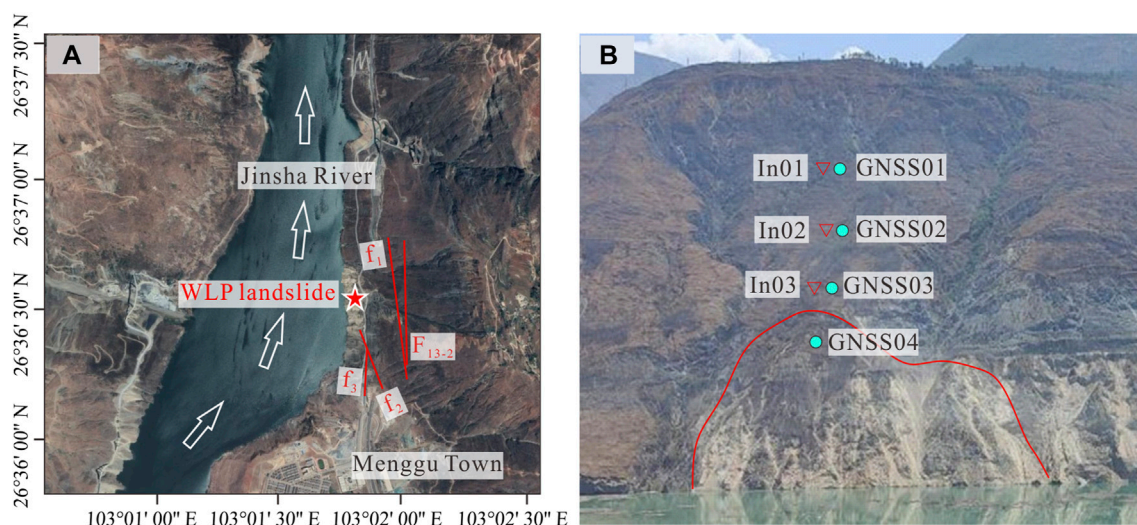 A
26°37′30″ N
26°37′00″ N
26°36′30″ N
26°36′00″ N
Jinsha River
WLP landslide
f1
F13-2
f3
f2
Menggu Town
103°01′00″ E
103°01′30″ E
103°02′00″ E
103°02′30″ E
B
In01
GNSS01
In02
GNSS02
In03
GNSS03
GNSS04